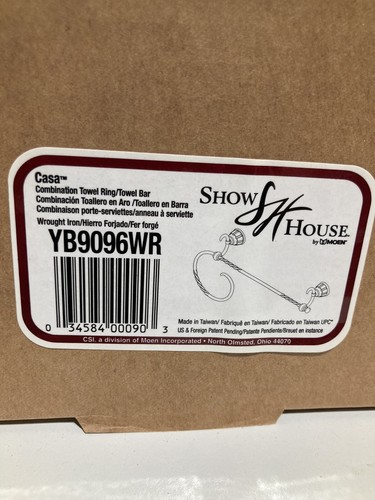 Casa™
Combination Towel Ring/Towel Bar
Combinación Toallero en Aro /Toallero en Barra
Combinaison porte-serviettes/anneau à serviette
Wrought Iron/Hierro Forjado/Fer forgé
YB9096WR
0 34584 00090 3
SHOW SH HOUSE
by MOEN®
Made in Taiwan/ Fabriqué en Taiwan/ Fabricado en Taiwan UPC®
US & Foreign Patent Pending/Patente Pendiente/Brevet en instance
CSI, a division of Moen Incorporated • North Olmsted, Ohio 44070